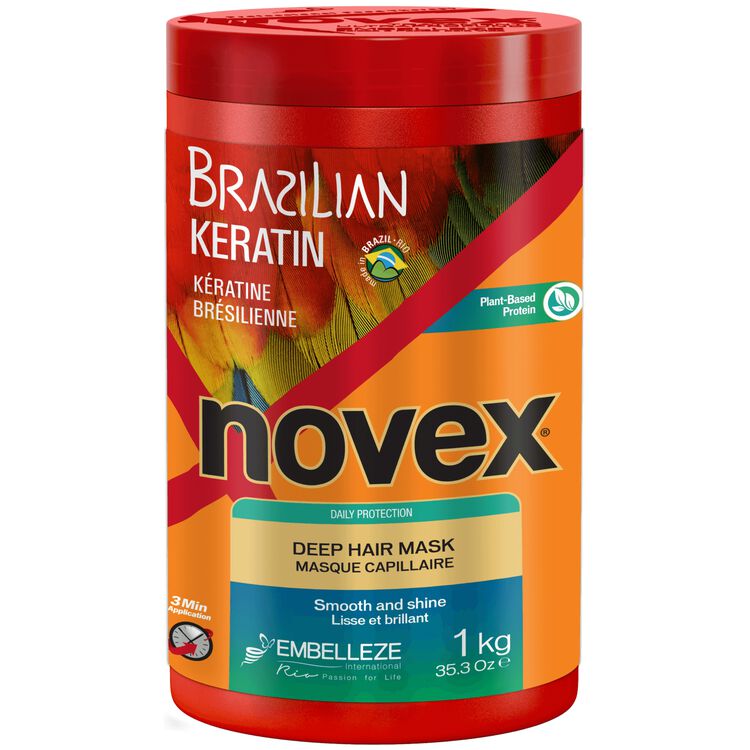 novex
BRAZILIAN
KERATIN
KÉRATINE
BRÉSILIENNE
made in BRAZIL • RIO
Plant-Based
Protein
novex®
DAILY PROTECTION
DEEP HAIR MASK
MASQUE CAPILLAIRE
Smooth and shine
Lisse et brillant
3 Min
Application
EMBELLEZE
International
Rio Passion for Life
1 kg
35.3 Oz ℮